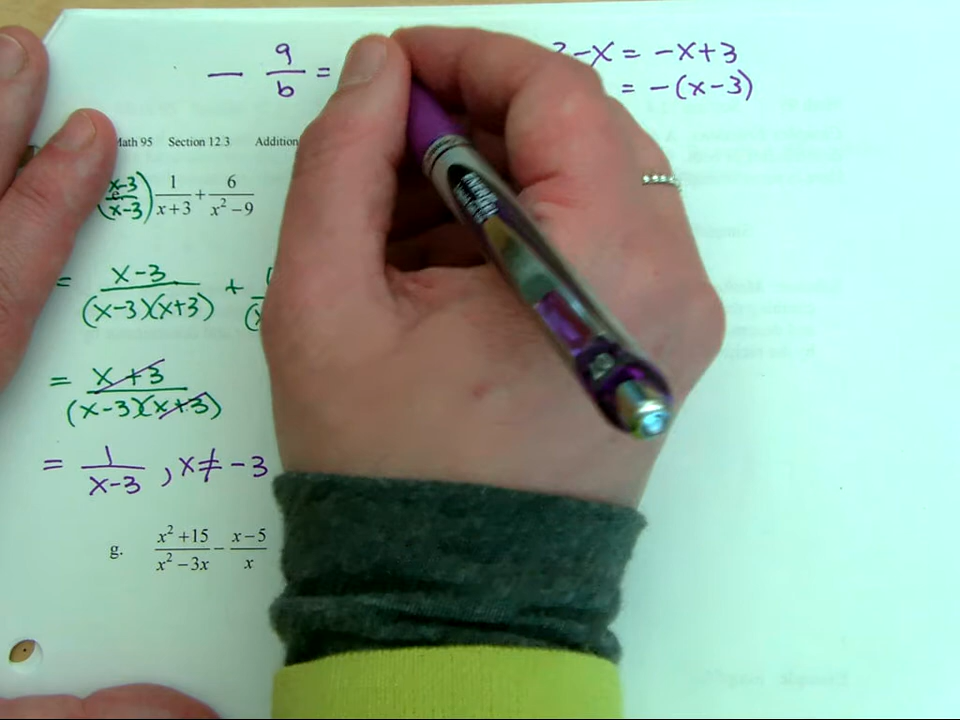 − a/b =
3−x = −x+3
= −(x−3)
Math 95 Section 12.3 Addition
(x−3)/(x−3) 1/(x+3) + 6/(x² − 9)
= (x−3)/((x−3)(x+3)) +
= (x+3)/((x−3)(x+3))
= 1/(x−3) , x ≠ −3
g. (x² +15)/(x² −3x) − (x−5)/x